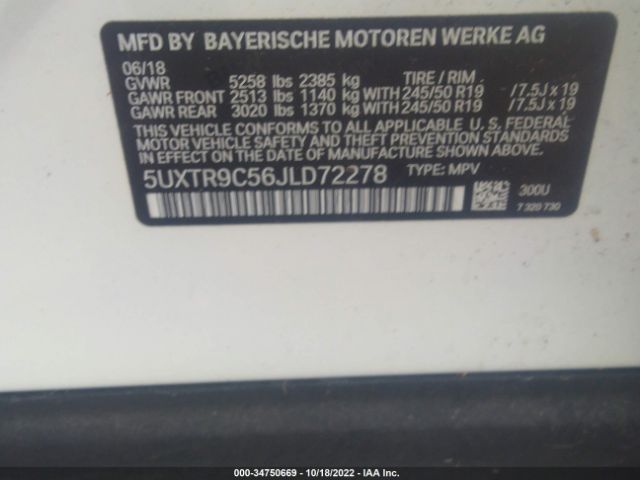 MFD BY BAYERISCHE MOTOREN WERKE AG
06/18
GVWR 5258 lbs 2385 kg TIRE / RIM
GAWR FRONT 2513 lbs 1140 kg WITH 245/50 R19 /7.5J x 19
GAWR REAR 3020 lbs 1370 kg WITH 245/50 R19 /7.5J x 19
THIS VEHICLE CONFORMS TO ALL APPLICABLE U.S. FEDERAL
MOTOR VEHICLE SAFETY AND THEFT PREVENTION STANDARDS
IN EFFECT ON THE DATE OF MANUFACTURE SHOWN ABOVE.
5UXTR9C56JLD72278 TYPE: MPV
300U
7 320 730
000-34750669 - 10/18/2022 - IAA Inc.